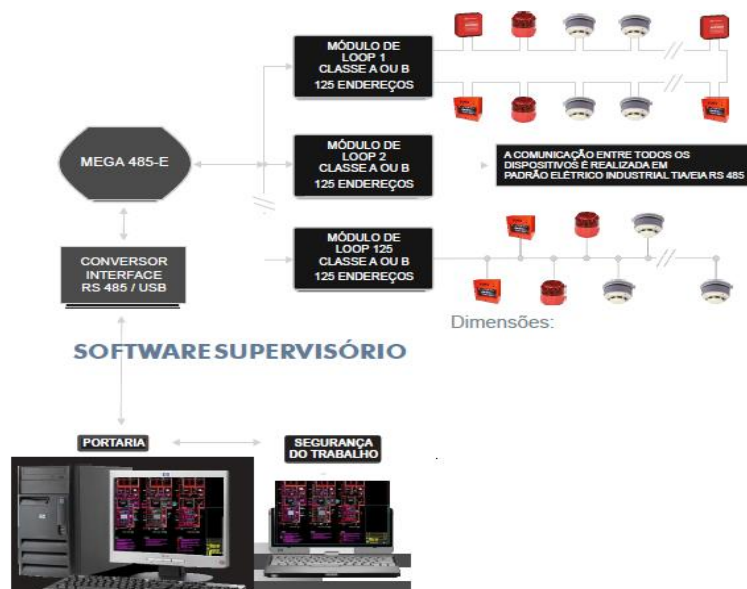 MÓDULO DE
LOOP 1
CLASSE A OU B
125 ENDEREÇOS
MEGA 485-E
MÓDULO DE
LOOP 2
CLASSE A OU B
125 ENDEREÇOS
A COMUNICAÇÃO ENTRE TODOS OS
DISPOSITIVOS É REALIZADA EM
PADRÃO ELÉTRICO INDUSTRIAL TIA/EIA RS 485
MÓDULO DE
LOOP 125
CLASSE A OU B
125 ENDEREÇOS
CONVERSOR
INTERFACE
RS 485 / USB
Dimensões:
SOFTWARE SUPERVISÓRIO
PORTARIA
SEGURANÇA
DO TRABALHO